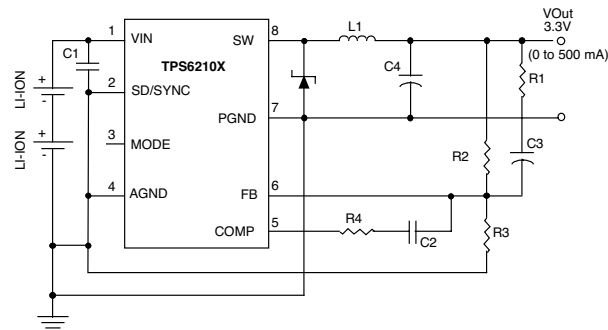 VOut
3.3V
(0 to 500 mA)
1
VIN
SW
8
L1
C1
TPS6210X
C4
R1
LI-ION
+
-
2
SD/SYNC
PGND
7
LI-ION
+
-
3
MODE
R2
C3
4
AGND
FB
6
COMP
5
R4
C2
R3